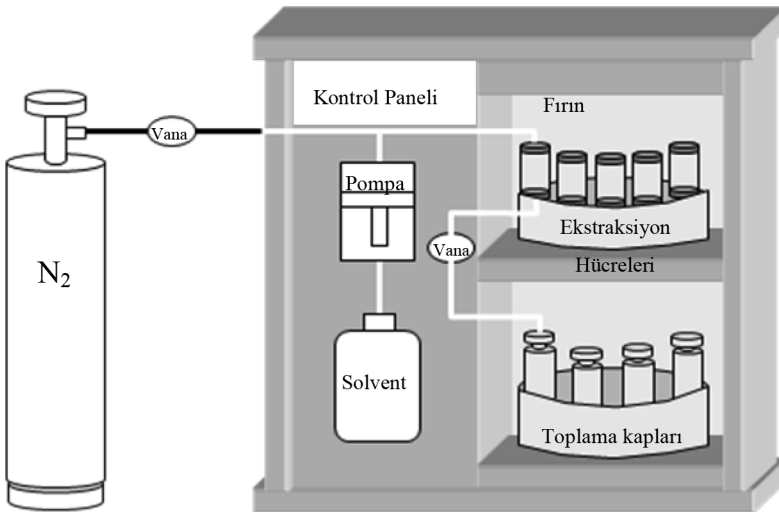 Kontrol Paneli
Fırın
Vana
Pompa
Ekstraksiyon
Hücreleri
Vana
N₂
Solvent
Toplama kapları